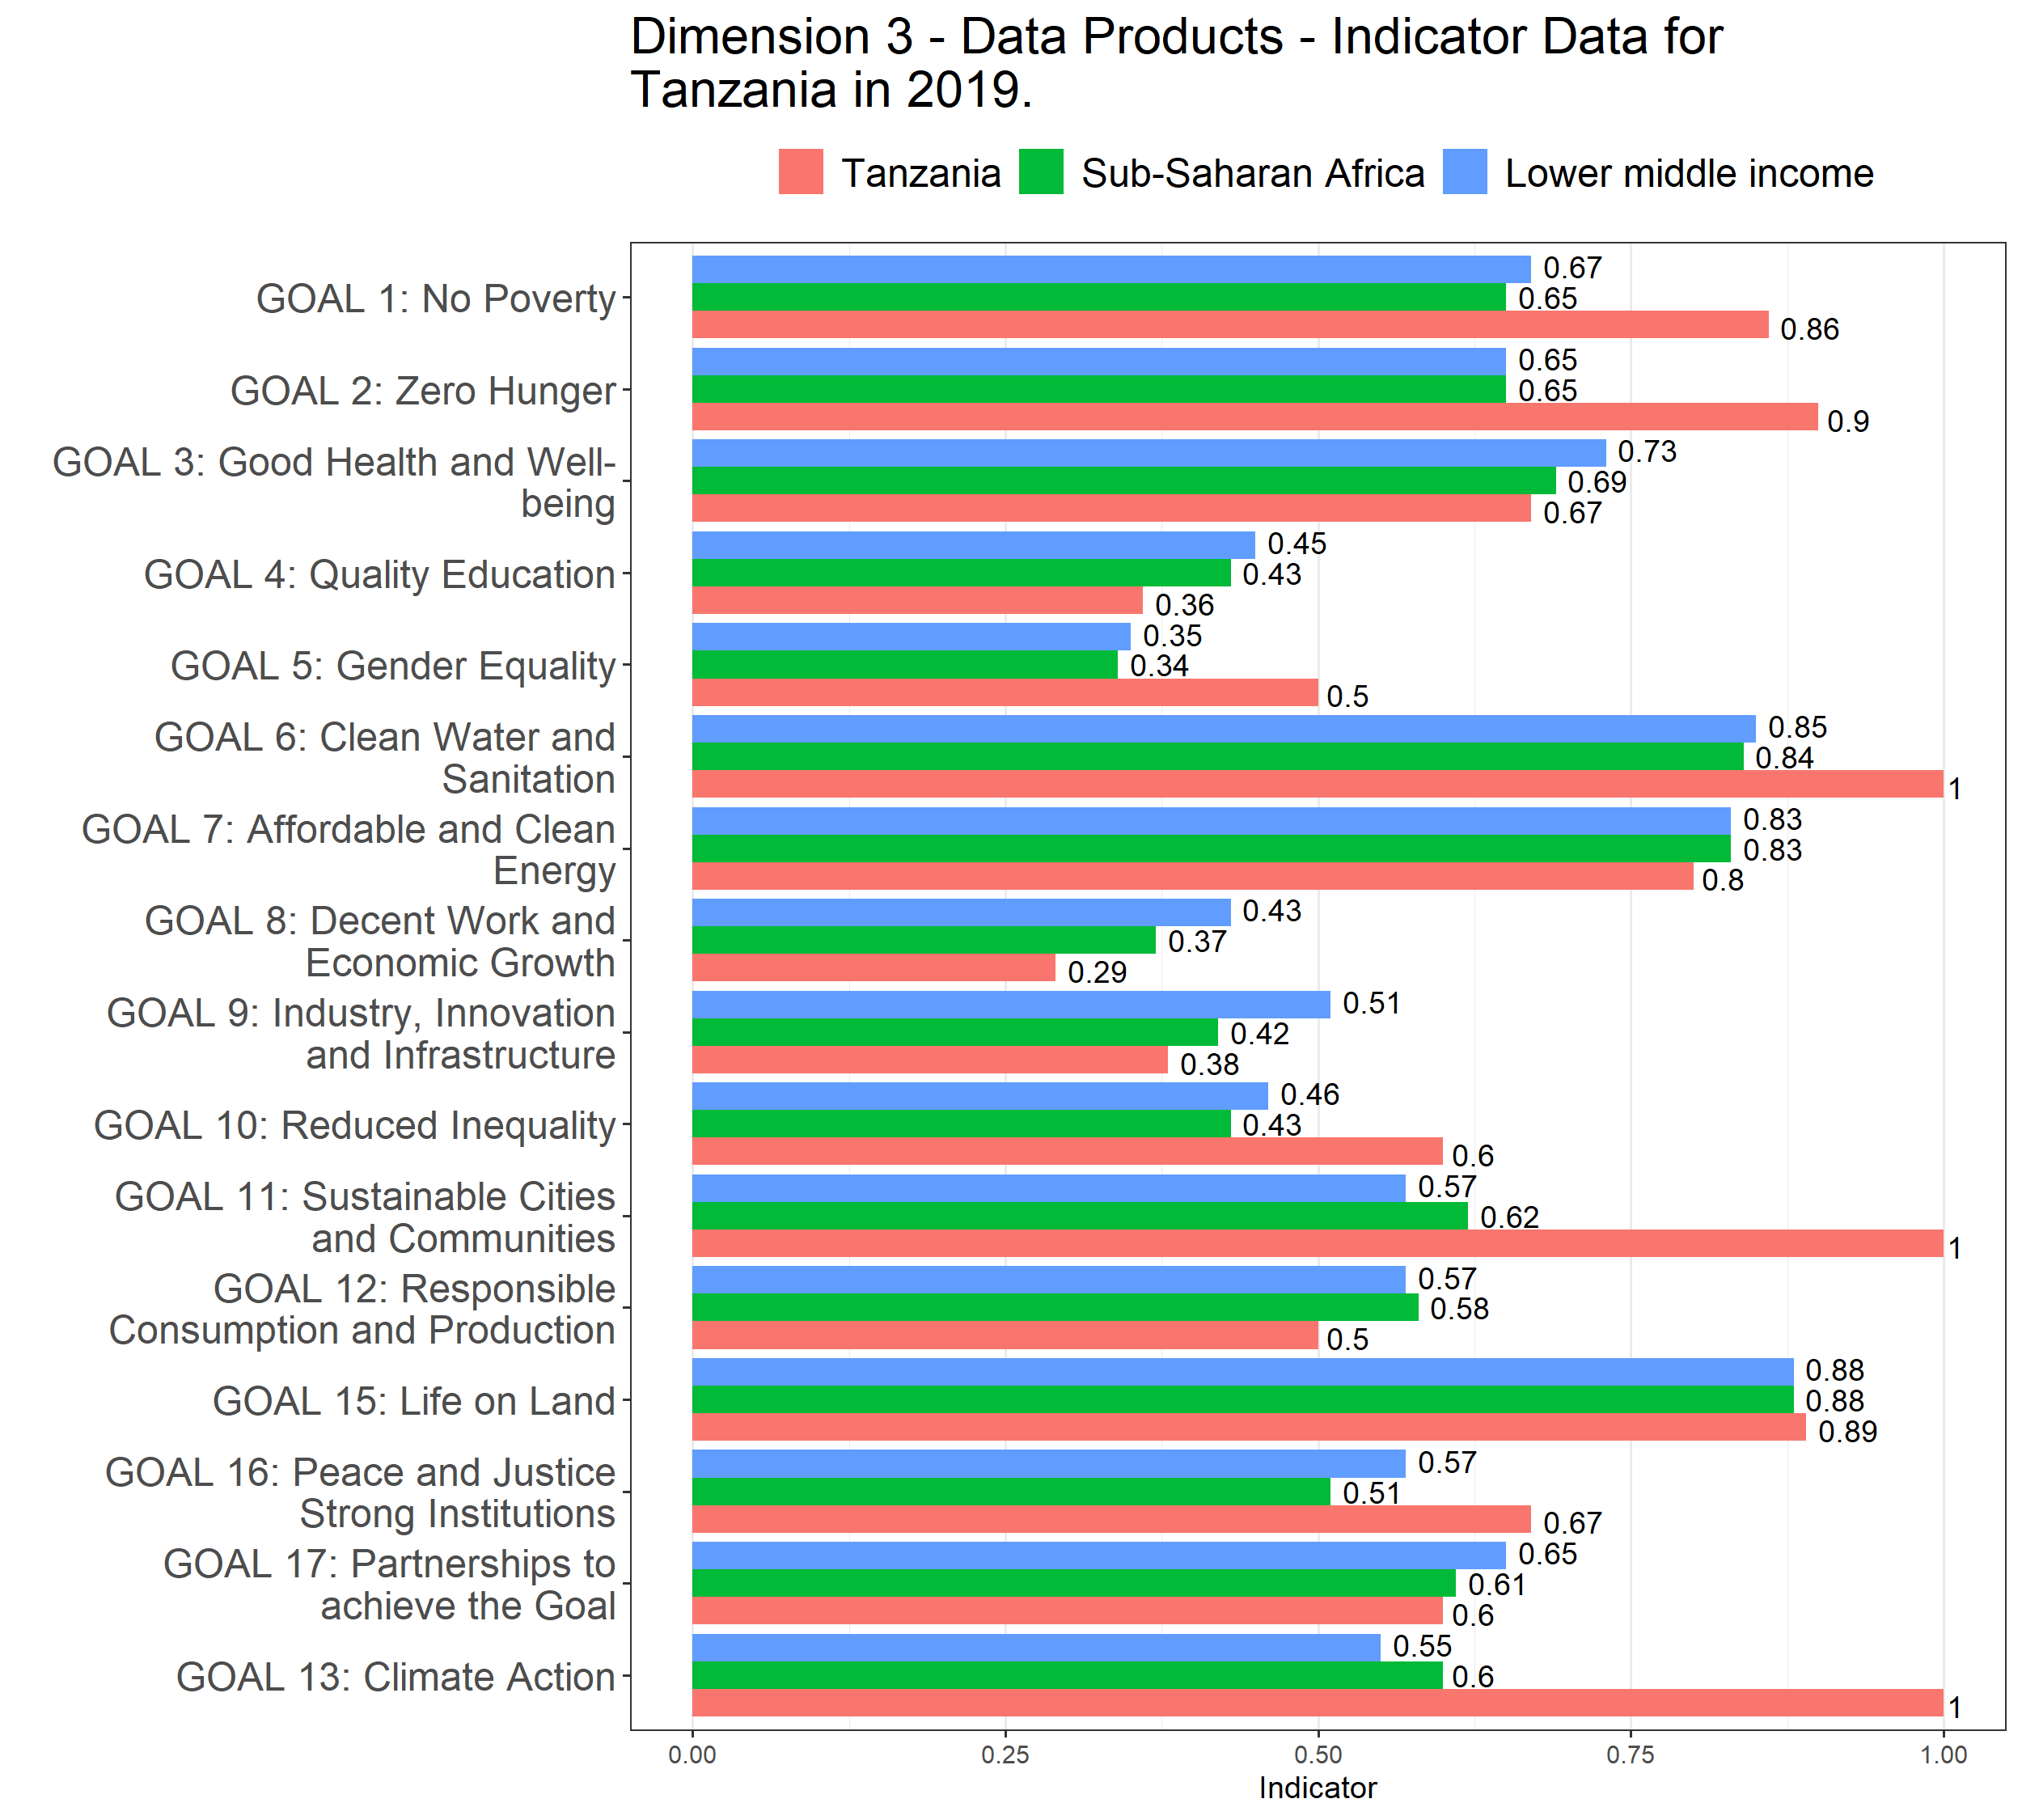 Dimension 3 - Data Products - Indicator Data for
Tanzania in 2019.
Tanzania
Sub-Saharan Africa
Lower middle income
GOAL 1: No Poverty
0.67
0.65
0.86
GOAL 2: Zero Hunger
0.65
0.65
0.9
GOAL 3: Good Health and Well-
being
0.73
0.69
0.67
GOAL 4: Quality Education
0.45
0.43
0.36
GOAL 5: Gender Equality
0.35
0.34
0.5
GOAL 6: Clean Water and
Sanitation
0.85
0.84
1
GOAL 7: Affordable and Clean
Energy
0.83
0.83
0.8
GOAL 8: Decent Work and
Economic Growth
0.43
0.37
0.29
GOAL 9: Industry, Innovation
and Infrastructure
0.51
0.42
0.38
GOAL 10: Reduced Inequality
0.46
0.43
0.6
GOAL 11: Sustainable Cities
and Communities
0.57
0.62
1
GOAL 12: Responsible
Consumption and Production
0.57
0.58
0.5
GOAL 15: Life on Land
0.88
0.88
0.89
GOAL 16: Peace and Justice
Strong Institutions
0.57
0.51
0.67
GOAL 17: Partnerships to
achieve the Goal
0.65
0.61
0.6
GOAL 13: Climate Action
0.55
0.6
1
0.00
0.25
0.50
0.75
1.00
Indicator